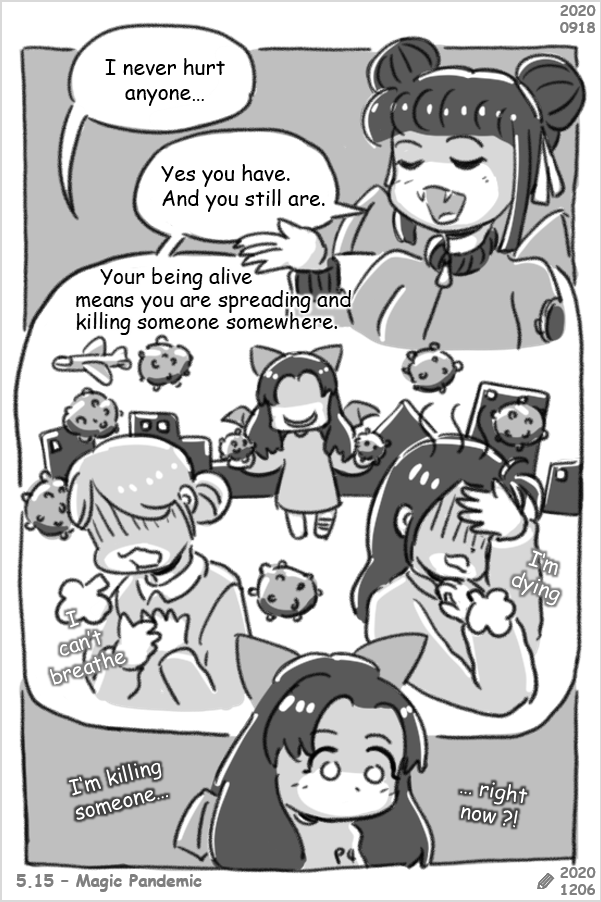 2020
0918
I never hurt
anyone...
Yes you have.
And you still are.
Your being alive
means you are spreading and
killing someone somewhere.
I'm
dying
I
can't
breathe
I'm killing
someone...
... right
now ?!
P4
5.15 - Magic Pandemic
2020
1206